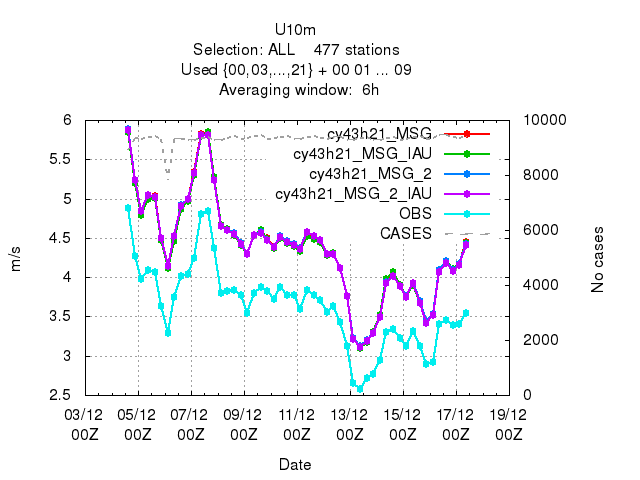 U10m
Selection: ALL    477 stations
Used {00,03,...,21} + 00 01 ... 09
Averaging window:  6h
6
5.5
5
4.5
4
3.5
3
2.5
m/s
10000
8000
6000
4000
2000
0
No cases
cy43h21_MSG
cy43h21_MSG_IAU
cy43h21_MSG_2
cy43h21_MSG_2_IAU
OBS
CASES
03/12 05/12 07/12 09/12 11/12 13/12 15/12 17/12 19/12
00Z 00Z 00Z 00Z 00Z 00Z 00Z 00Z 00Z
Date